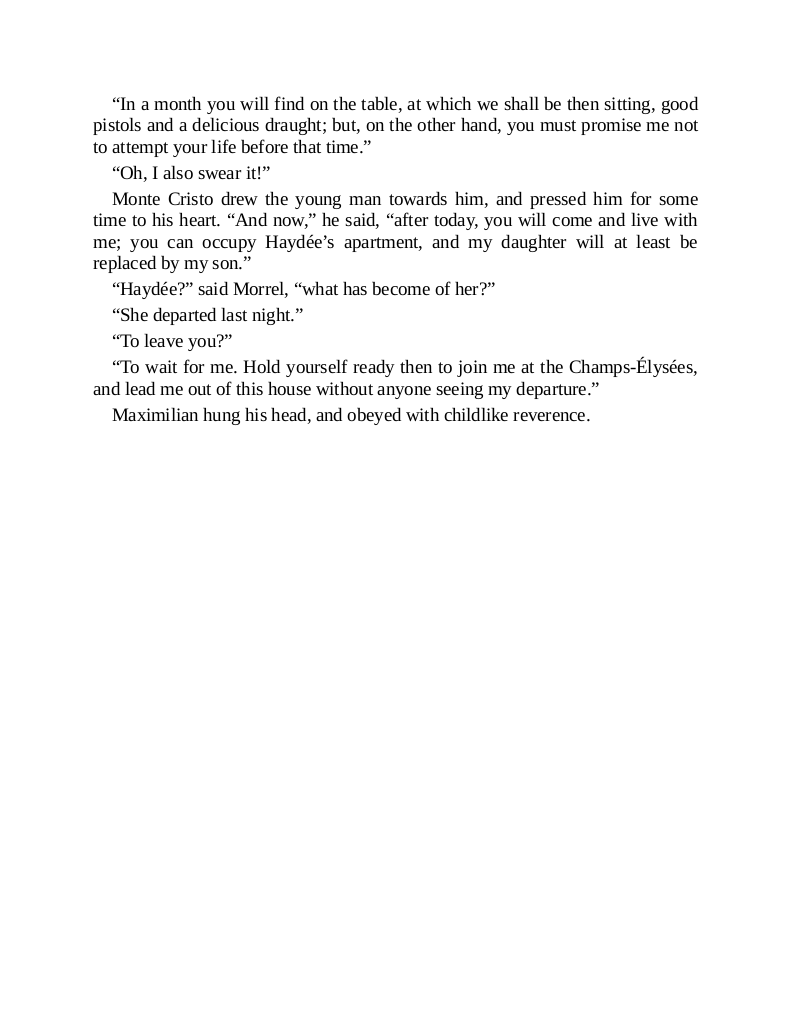 “In a month you will find on the table, at which we shall be then sitting, good
pistols and a delicious draught; but, on the other hand, you must promise me not
to attempt your life before that time.”
“Oh, I also swear it!”
Monte Cristo drew the young man towards him, and pressed him for some
time to his heart. “And now,” he said, “after today, you will come and live with
me; you can occupy Haydée’s apartment, and my daughter will at least be
replaced by my son.”
“Haydée?” said Morrel, “what has become of her?”
“She departed last night.”
“To leave you?”
“To wait for me. Hold yourself ready then to join me at the Champs-Élysées,
and lead me out of this house without anyone seeing my departure.”
Maximilian hung his head, and obeyed with childlike reverence.